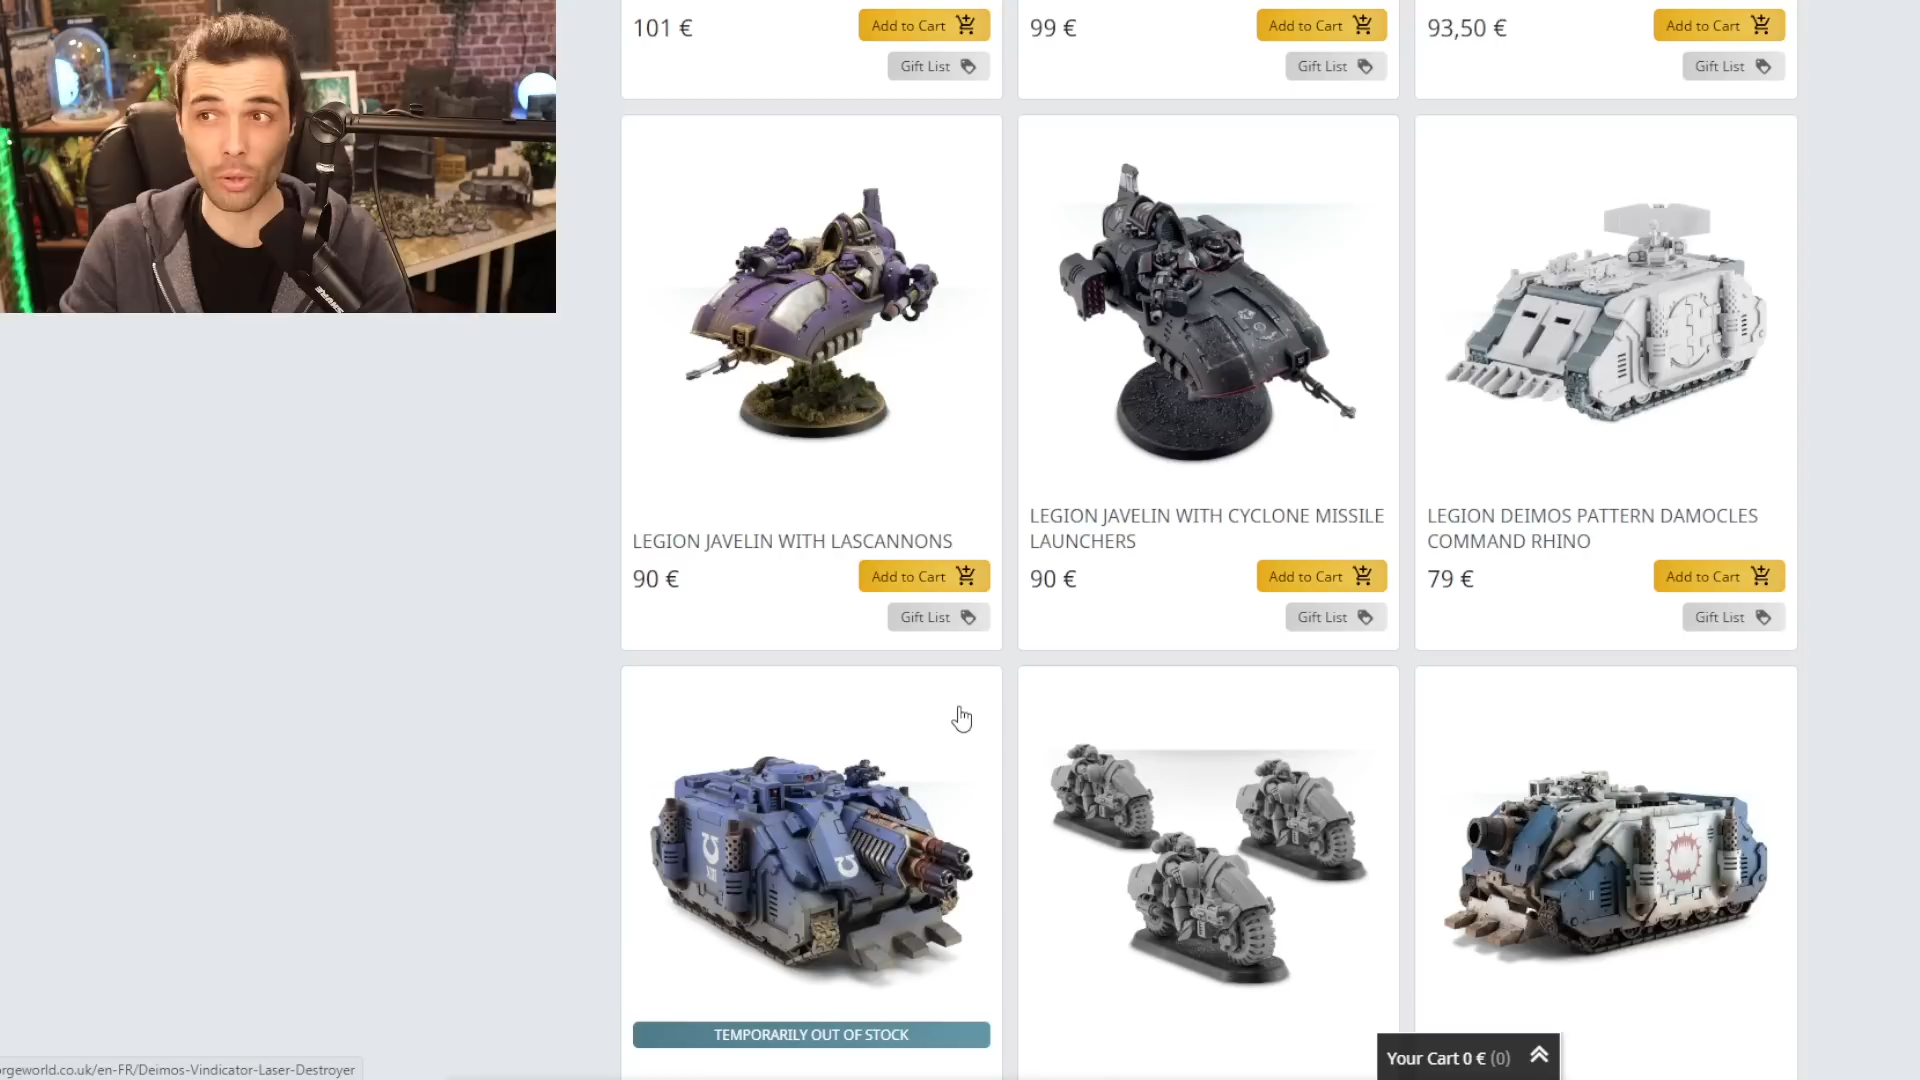 101 €
Add to Cart
Gift List
99 €
Add to Cart
Gift List
93,50 €
Add to Cart
Gift List
LEGION JAVELIN WITH LASCANNONS
90 €
Add to Cart
Gift List
LEGION JAVELIN WITH CYCLONE MISSILE
LAUNCHERS
90 €
Add to Cart
Gift List
LEGION DEIMOS PATTERN DAMOCLES
COMMAND RHINO
79 €
Add to Cart
Gift List
XIII
TEMPORARILY OUT OF STOCK
Your Cart 0 € (0)
orgeworld.co.uk/en-FR/Deimos-Vindicator-Laser-Destroyer
SHURE